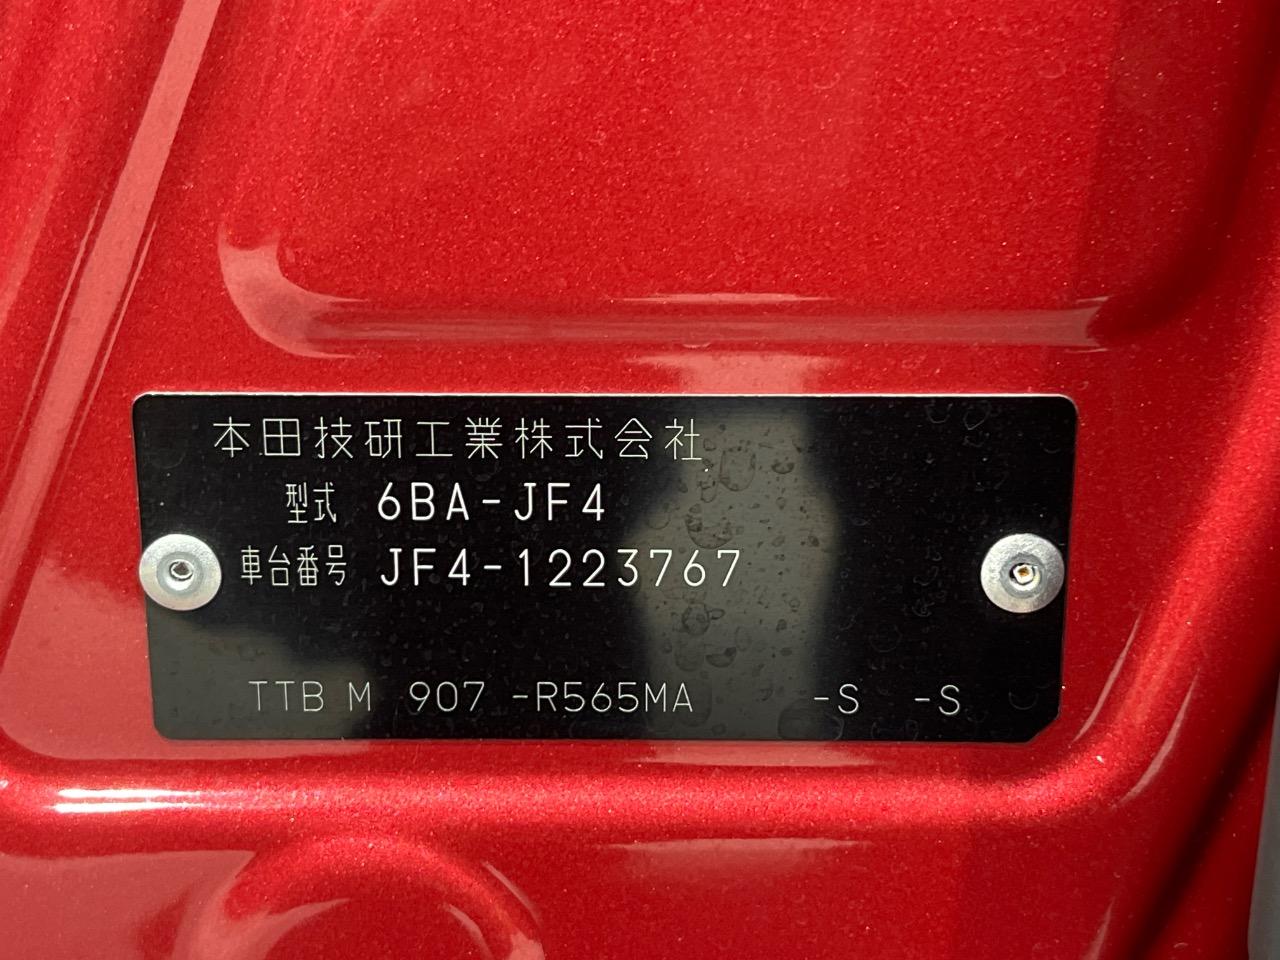 本田技研工業株式会社
型式 6BA-JF4
車台番号 JF4-1223767
TTB M 907 -R565MA -S -S